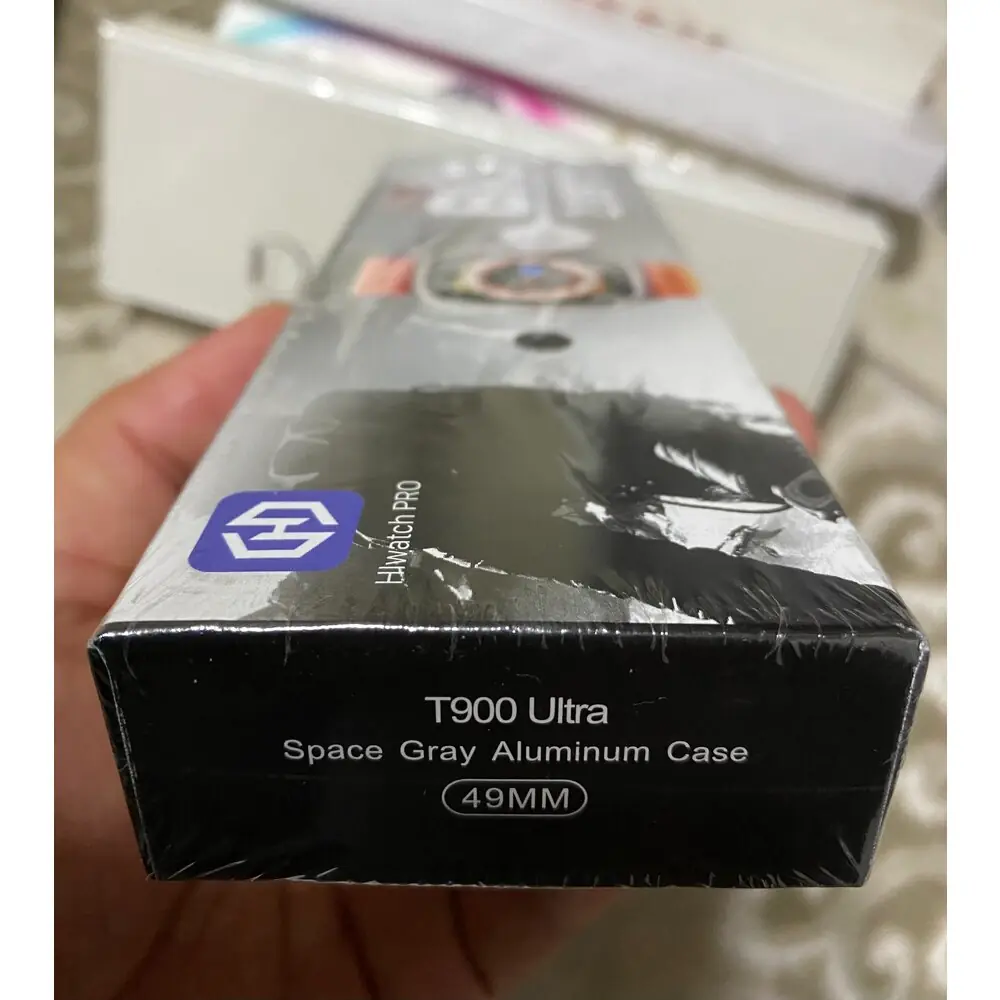 HIwatch PRO
T900 Ultra
Space Gray Aluminum Case
49MM